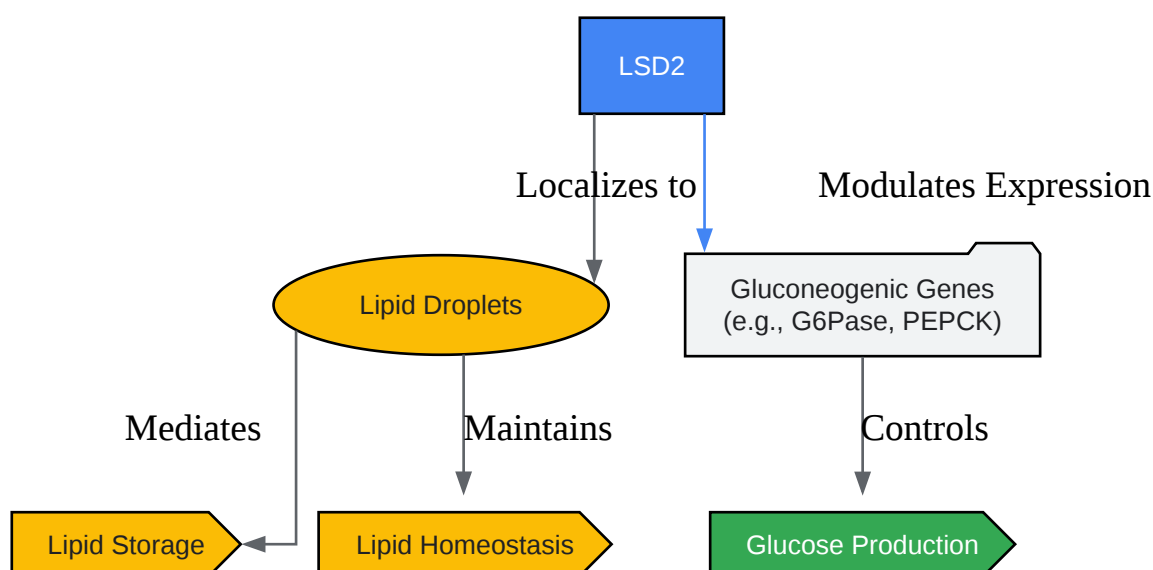 LSD2
Localizes to
Modulates Expression
Lipid Droplets
Gluconeogenic Genes
(e.g., G6Pase, PEPCK)
Mediates
Maintains
Controls
Lipid Storage
Lipid Homeostasis
Glucose Production